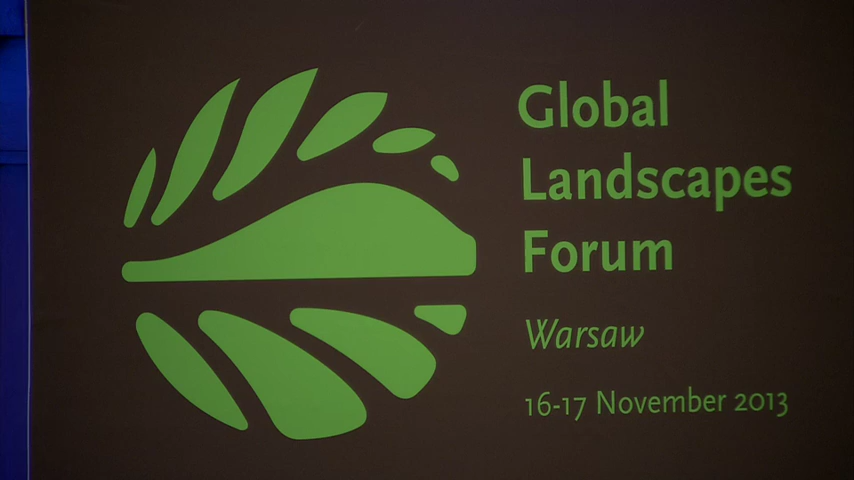 Global
Landscapes
Forum
Warsaw
16-17 November 2013